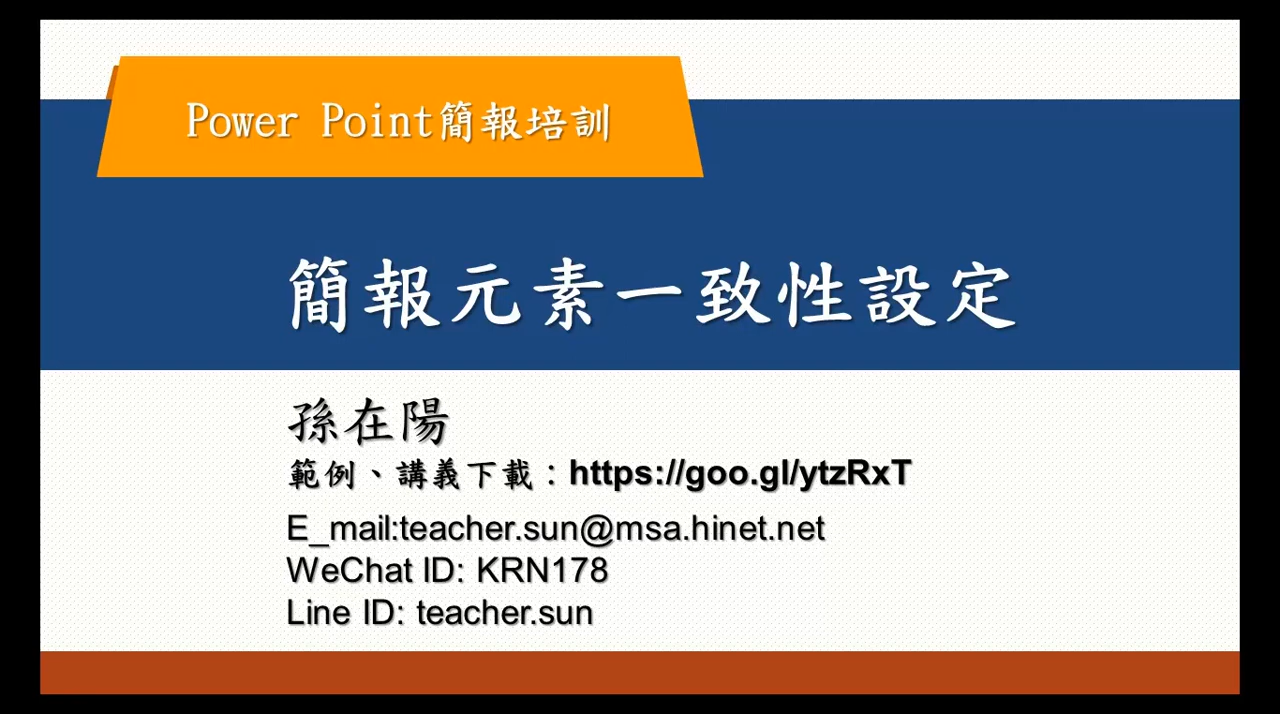 Power Point簡報培訓
簡報元素一致性設定
孫在陽
範例、講義下載：https://goo.gl/ytzRxT
E_mail:teacher.sun@msa.hinet.net
WeChat ID: KRN178
Line ID: teacher.sun